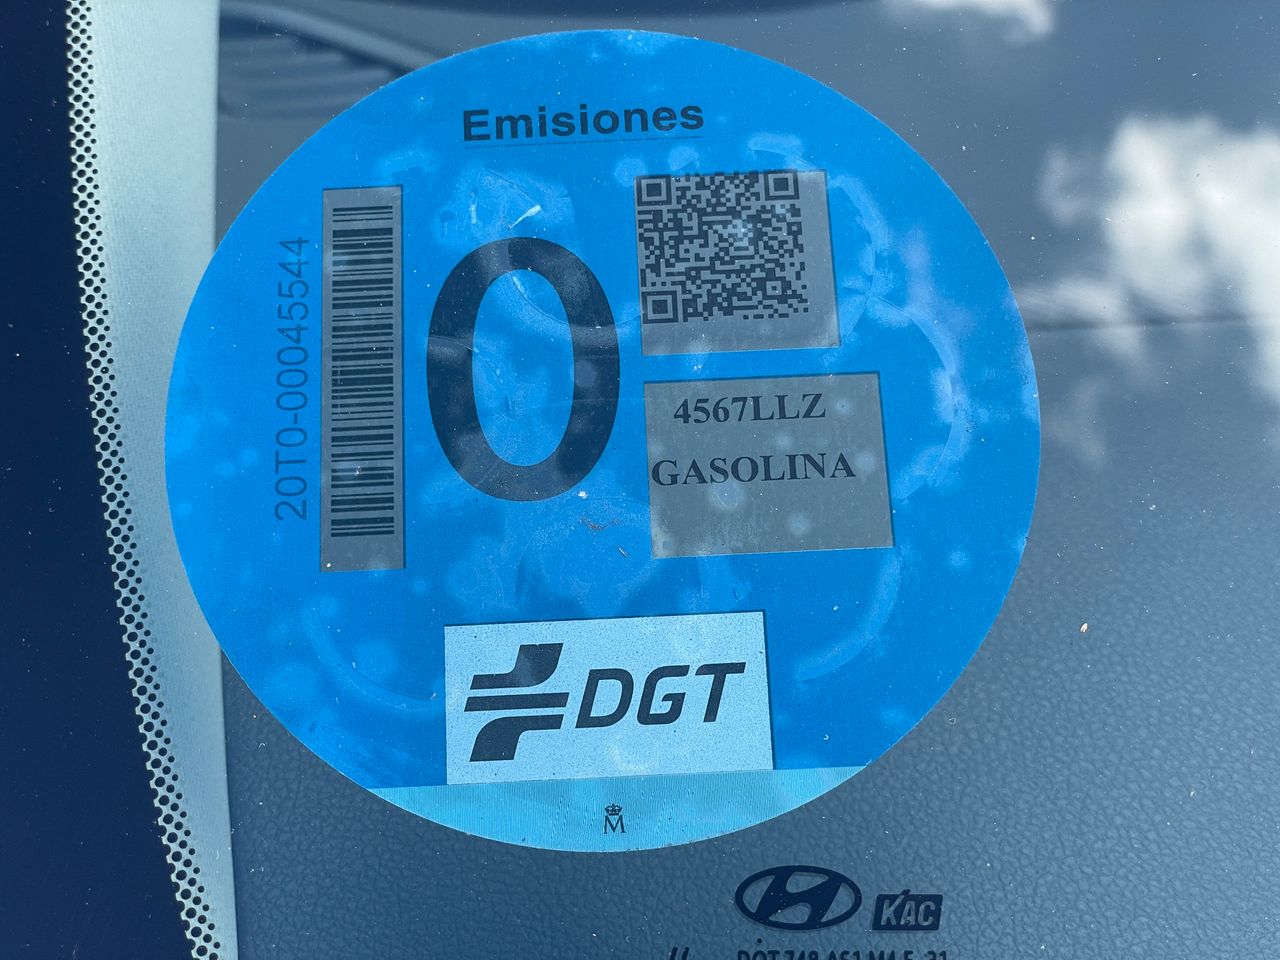 Emisiones
20T0-00045544
0
4567LLZ
GASOLINA
DGT
M
KAC